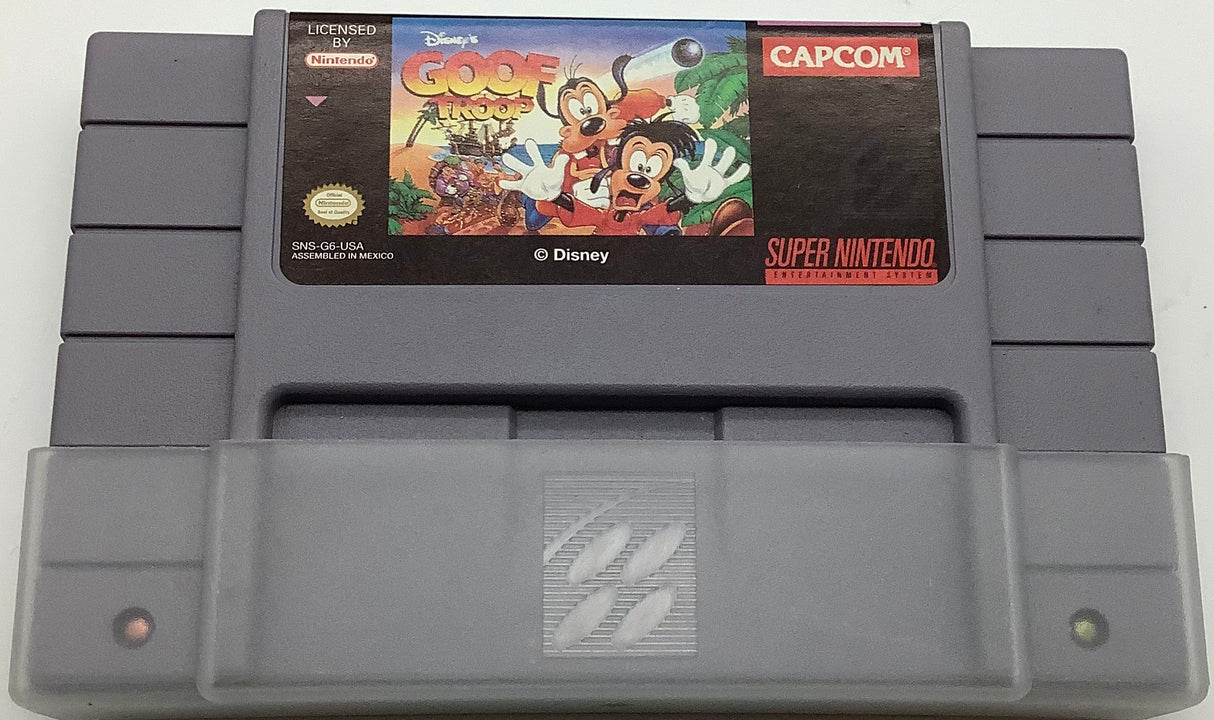 LICENSED
BY
Nintendo®
Disney's
GOOF
TROOP
CAPCOM®
Official
Nintendo
Seal of Quality
SNS-G6-USA
ASSEMBLED IN MEXICO
© Disney
SUPER NINTENDO
ENTERTAINMENT SYSTEM